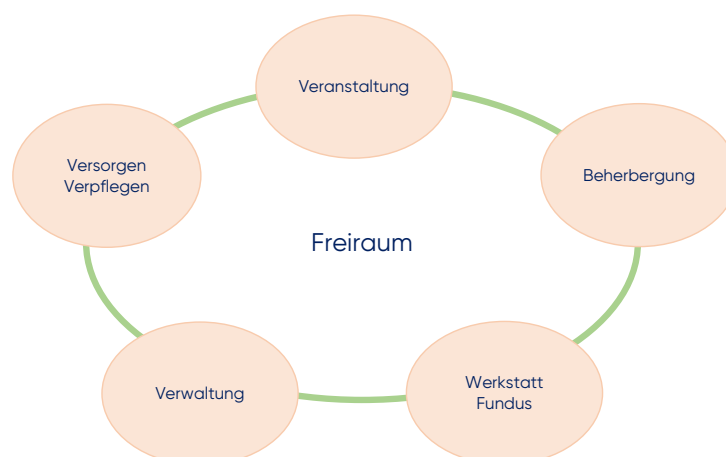 Veranstaltung
Versorgen
Verpflegen
Beherbergung
Freiraum
Verwaltung
Werkstatt
Fundus